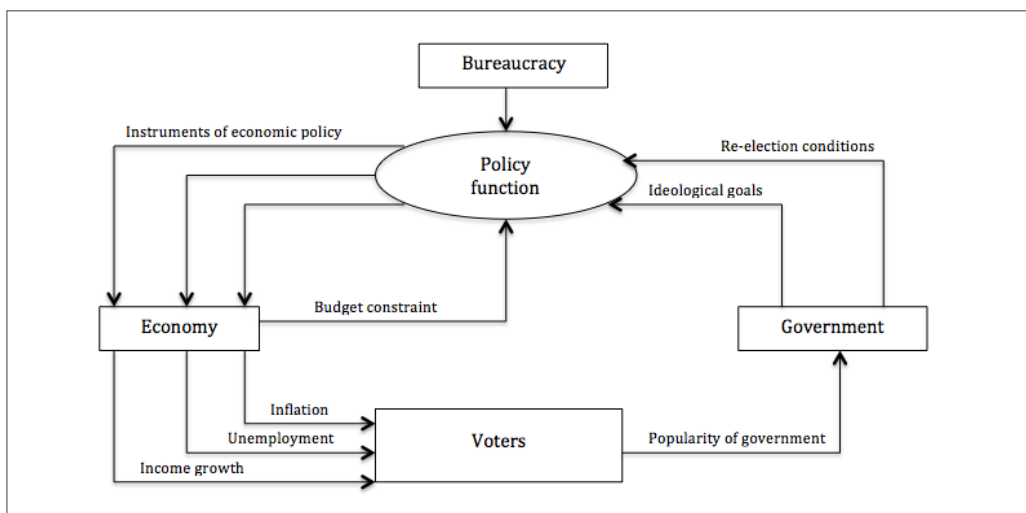 Bureaucracy
Instruments of economic policy
Re-election conditions
Policy
function
Ideological goals
Budget constraint
Economy
Government
Inflation
Unemployment
Voters
Popularity of government
Income growth